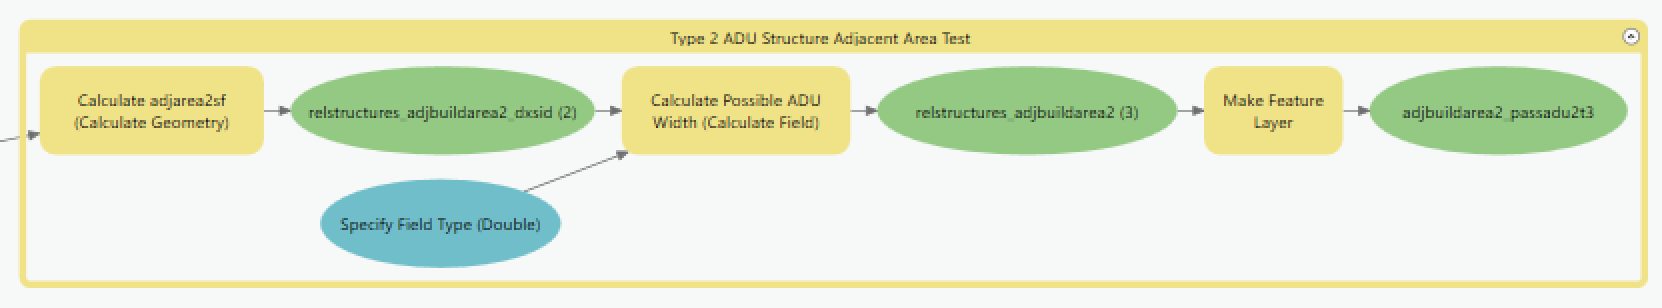 Type 2 ADU Structure Adjacent Area Test
Calculate adjarea2sf
(Calculate Geometry)
relstructures_adjbuildarea2_dxsid (2)
Calculate Possible ADU
Width (Calculate Field)
relstructures_adjbuildarea2 (3)
Make Feature
Layer
adjbuildarea2_passadu2t3
Specify Field Type (Double)